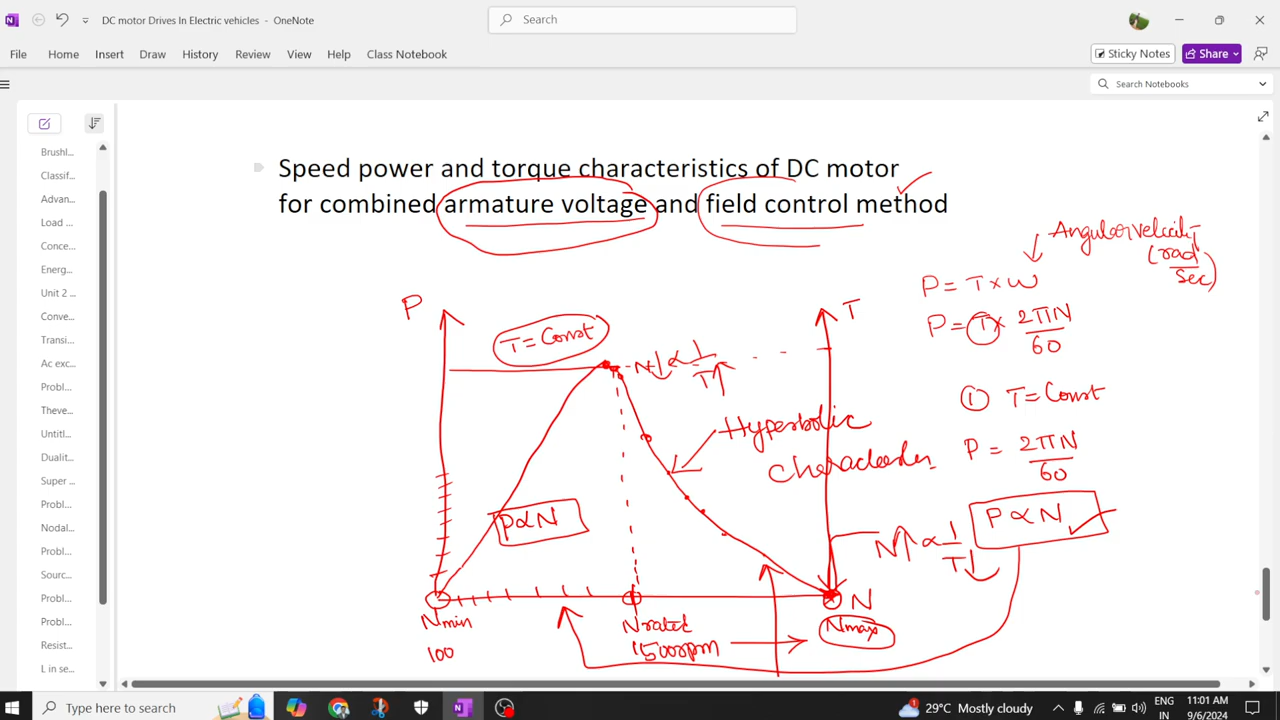 DC motor Drives In Electric vehicles - OneNote
Search
File Home Insert Draw History Review View Help Class Notebook
Sticky Notes
Share
Search Notebooks
Brushl...
Classif...
Advan...
Load ...
Conce...
Energ...
Unit 2 ...
Conve...
Transi...
Ac exc...
Probl...
Theve...
Untitl...
Dualit...
Super ...
Probl...
Nodal...
Probl...
Sourc...
Probl...
Resist...
L in se...
Speed power and torque characteristics of DC motor
for combined armature voltage and field control method
Angular velocity
(rad/sec)
P = T × ω
P = T × 2πN/60
① T = Const
P = 2πN/60
P ∝ N
P
T = Const
N↓ ∝ 1/T↑
T
Hyperbolic
Character
P∝N
N↑ ∝ 1/T↓
Nmin
100
Nrated
1500rpm
Nmax
N
Type here to search
29°C Mostly cloudy
ENG
IN
11:01 AM
9/6/2024